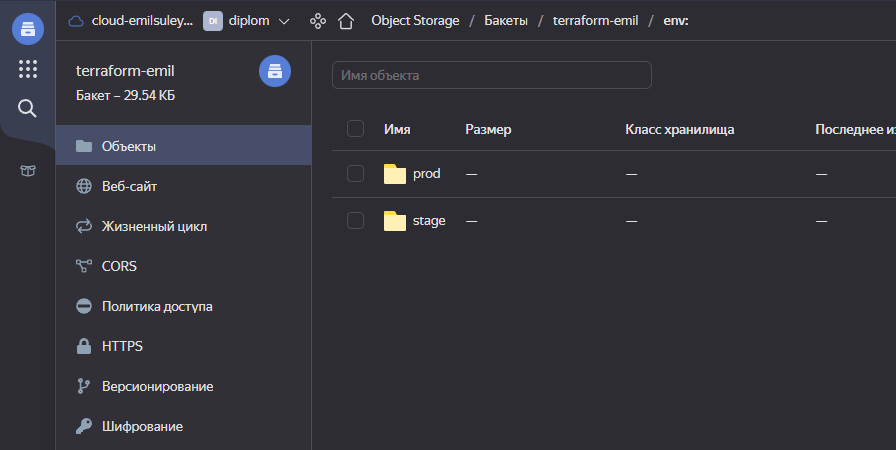 cloud-emilsuley... DI diplom Object Storage / Бакеты / terraform-emil / env:
terraform-emil
Бакет – 29.54 КБ
Объекты
Веб-сайт
Жизненный цикл
CORS
Политика доступа
HTTPS
Версионирование
Шифрование
Имя объекта
Имя Размер Класс хранилища Последнее из
prod — — —
stage — — —